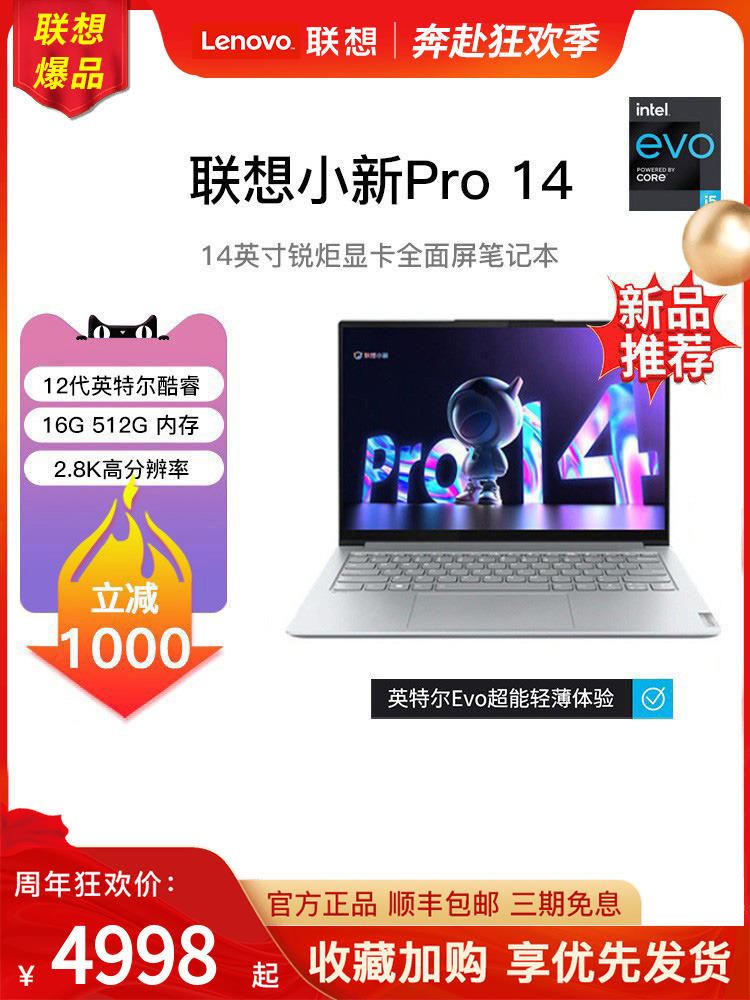 联想
爆品
Lenovo 联想 奔赴狂欢季
intel
evo
POWERED BY
CORE
i5
联想小新Pro 14
14英寸锐炬显卡全面屏笔记本
新品
推荐
联想小新
pro14
12代英特尔酷睿
16G 512G 内存
2.8K高分辨率
立减
1000
英特尔Evo超能轻薄体验
周年狂欢价：
¥ 4998 起
官方正品 顺丰包邮 三期免息
收藏加购 享优先发货